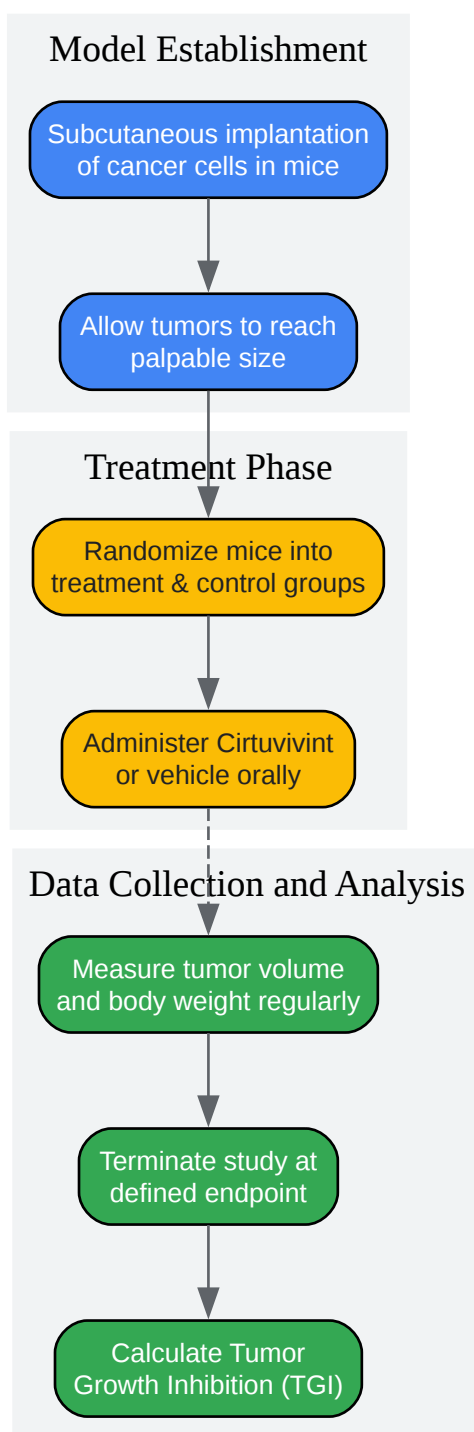 Model Establishment
Subcutaneous implantation
of cancer cells in mice
Allow tumors to reach
palpable size
Treatment Phase
Randomize mice into
treatment & control groups
Administer Cirtuvivint
or vehicle orally
Data Collection and Analysis
Measure tumor volume
and body weight regularly
Terminate study at
defined endpoint
Calculate Tumor
Growth Inhibition (TGI)